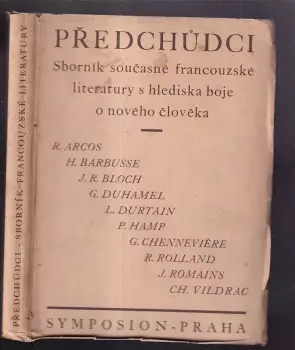 PŘEDCHŮDCI - SBORNÍK FRANCOUZSKÉ LITERATURY
PŘEDCHŮDCI
Sborník současné francouzské
literatury s hlediska boje
o nového člověka
R. ARCOS
H. BARBUSSE
J. R. BLOCH
G. DUHAMEL
L. DURTAIN
P. HAMP
G. CHENNEVIÈRE
R. ROLLAND
J. ROMAINS
CH. VILDRAC
SYMPOSION - PRAHA